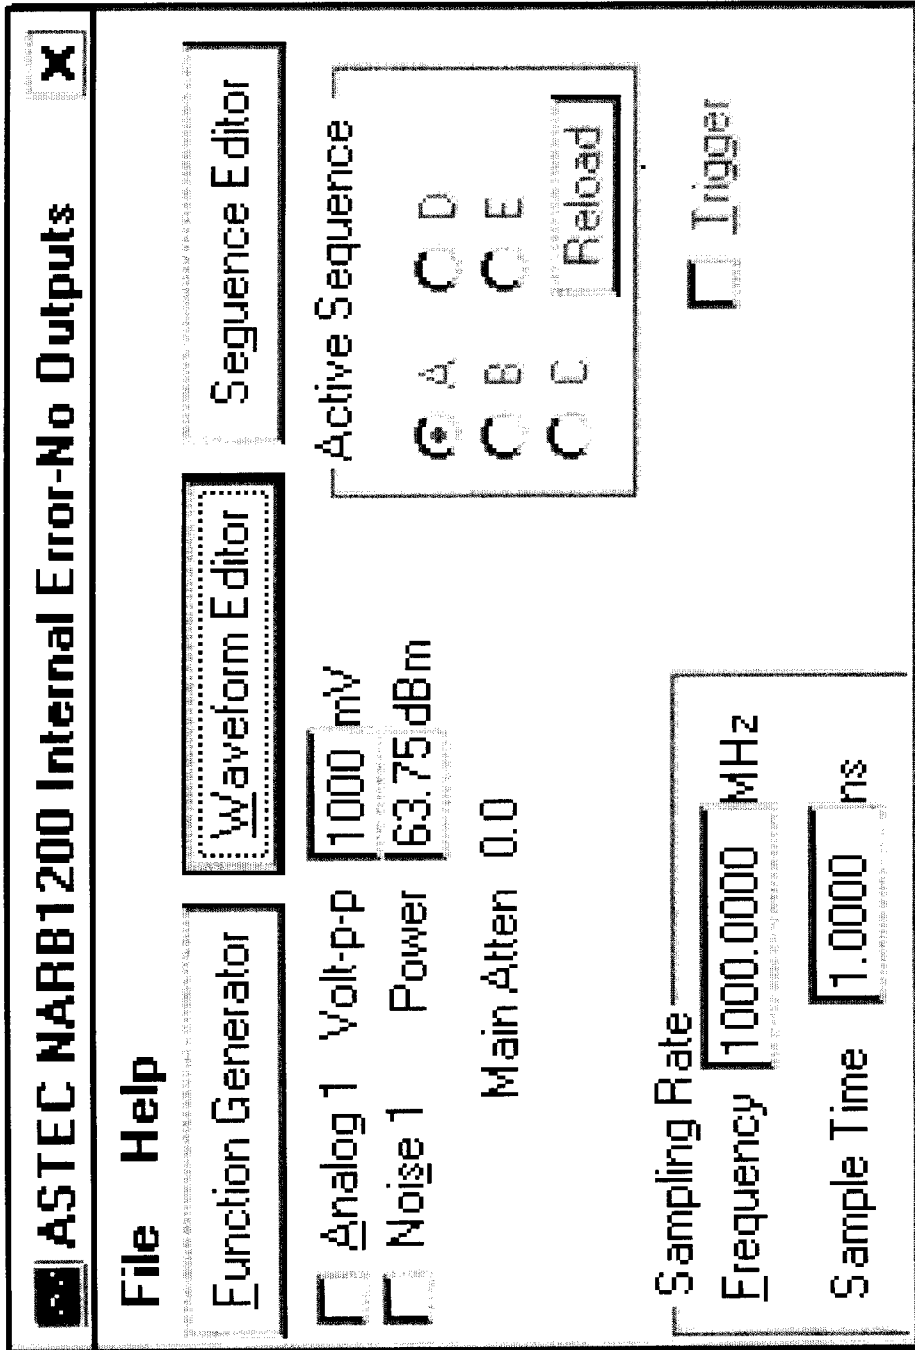 ASTEC NARB1200 Internal Error-No Outputs
File Help
Function Generator Waveform Editor Sequence Editor
Analog 1 Volt-p-p 1000 mV
Noise 1 Power 63.75 dBm
Main Atten 0.0
Active Sequence
A D
B E
C Reload
Trigger
Sampling Rate
Frequency 1000.0000 MHz
Sample Time 1.0000 ns